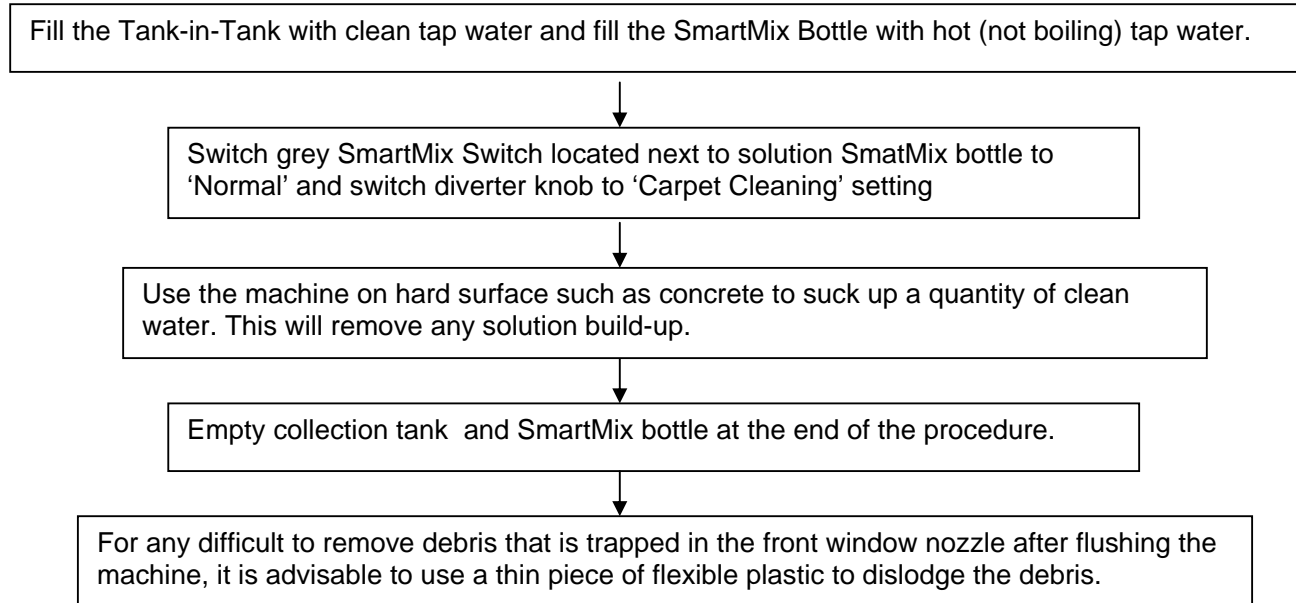 Fill the Tank-in-Tank with clean tap water and fill the SmartMix Bottle with hot (not boiling) tap water.
Switch grey SmartMix Switch located next to solution SmatMix bottle to
‘Normal’ and switch diverter knob to ‘Carpet Cleaning’ setting
Use the machine on hard surface such as concrete to suck up a quantity of clean
water. This will remove any solution build-up.
Empty collection tank  and SmartMix bottle at the end of the procedure.
For any difficult to remove debris that is trapped in the front window nozzle after flushing the
machine, it is advisable to use a thin piece of flexible plastic to dislodge the debris.